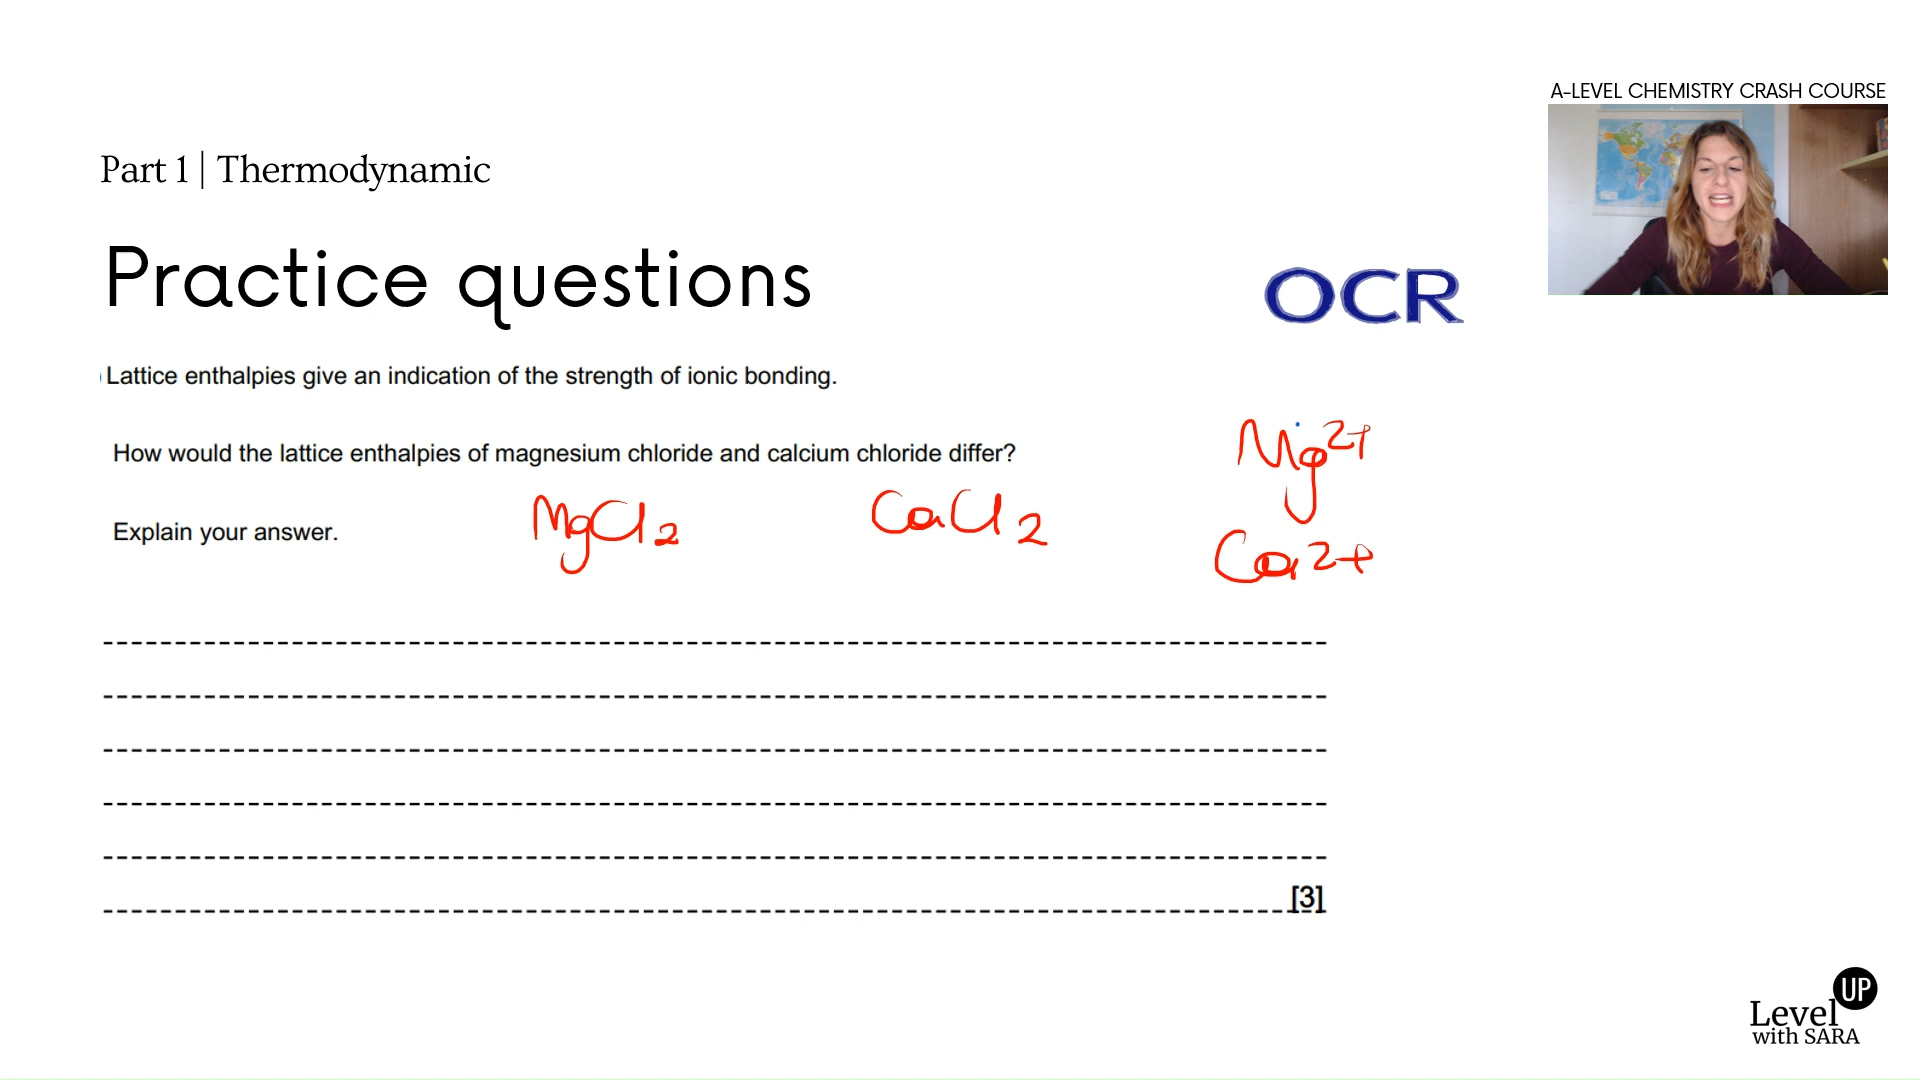 A-LEVEL CHEMISTRY CRASH COURSE
Part 1 | Thermodynamic
Practice questions
OCR
Lattice enthalpies give an indication of the strength of ionic bonding.
How would the lattice enthalpies of magnesium chloride and calcium chloride differ?
Mg2+
Explain your answer.
MgCl2 CaCl2
Ca2+
[3]
UP
Level
with SARA